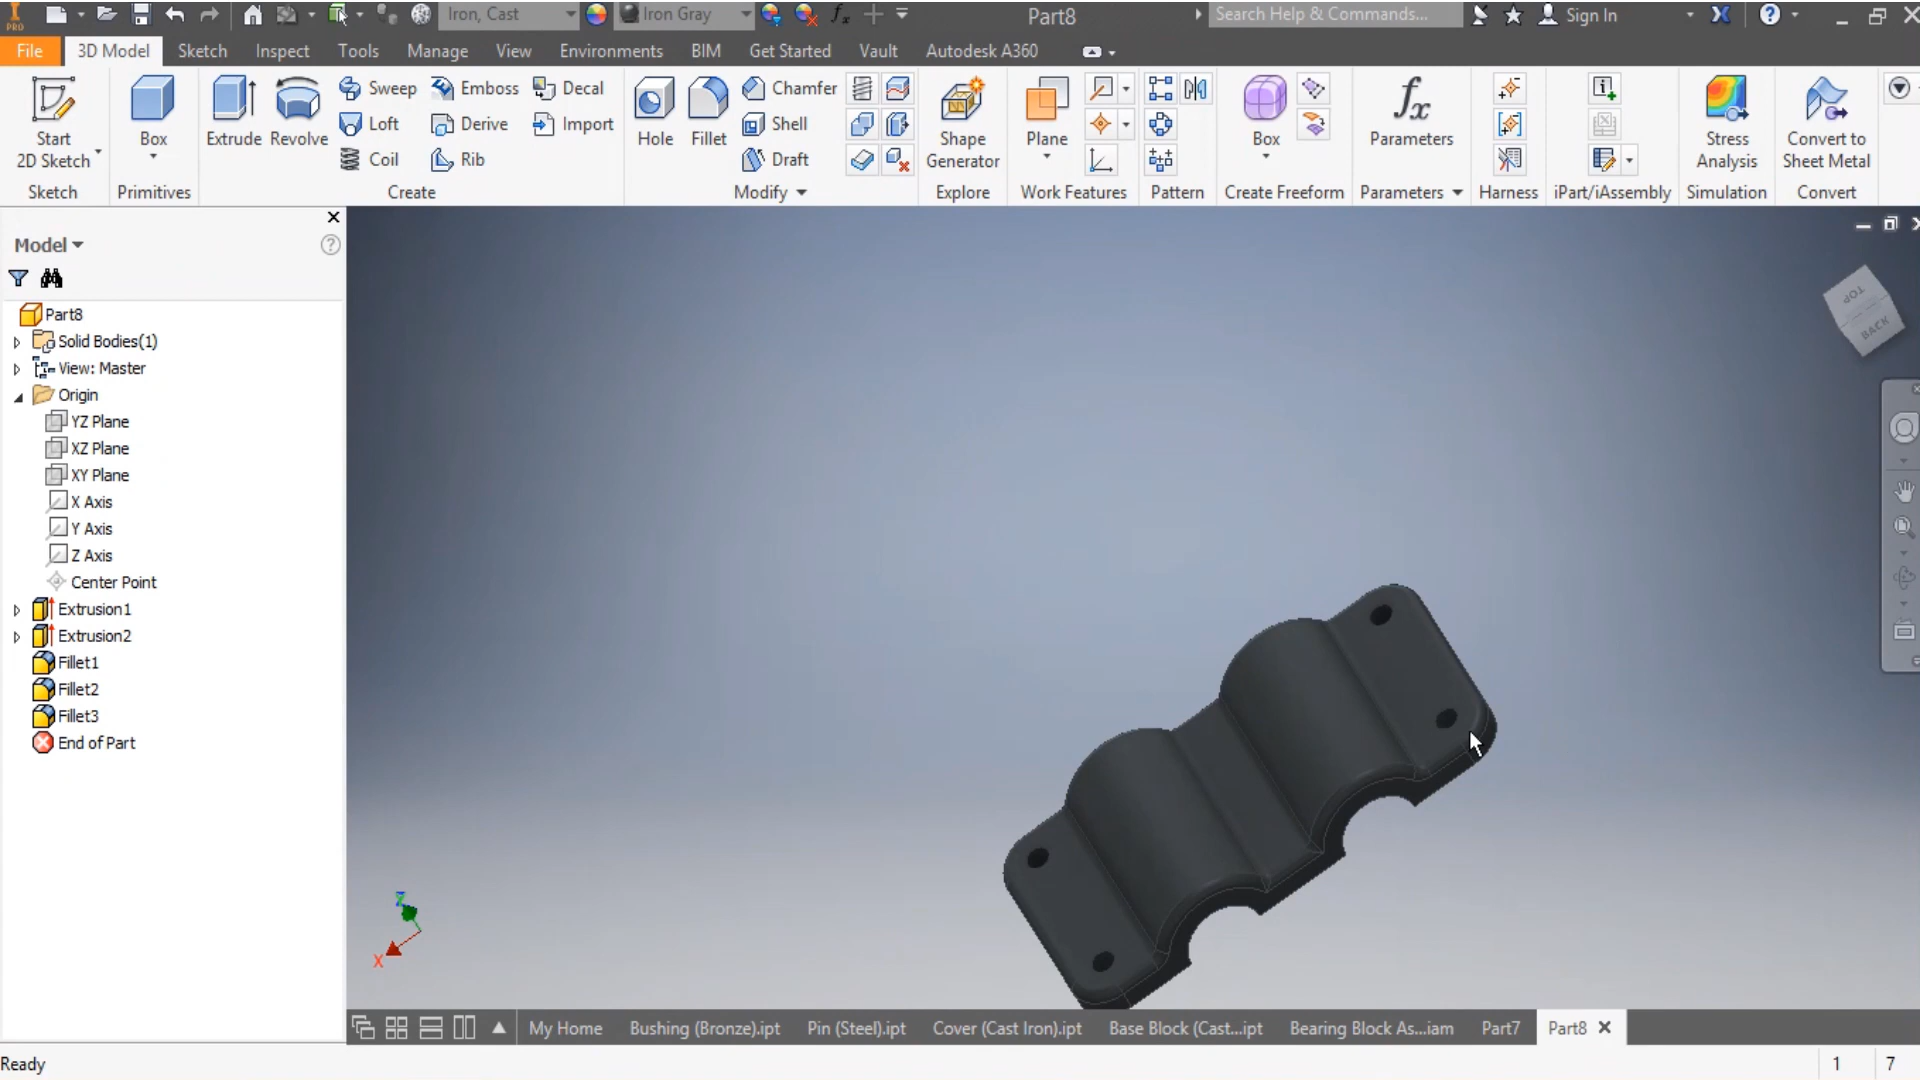 PRO
Iron, Cast
Iron Gray
fx
Part8
Search Help & Commands...
Sign In
File
3D Model
Sketch
Inspect
Tools
Manage
View
Environments
BIM
Get Started
Vault
Autodesk A360
Start
2D Sketch
Box
Extrude
Revolve
Sweep
Emboss
Decal
Loft
Derive
Import
Coil
Rib
Hole
Fillet
Chamfer
Shell
Draft
Shape
Generator
Plane
Box
fx
Parameters
Stress
Analysis
Convert to
Sheet Metal
Sketch
Primitives
Create
Modify
Explore
Work Features
Pattern
Create Freeform
Parameters
Harness
iPart/iAssembly
Simulation
Convert
Model
Part8
Solid Bodies(1)
View: Master
Origin
YZ Plane
XZ Plane
XY Plane
X Axis
Y Axis
Z Axis
Center Point
Extrusion1
Extrusion2
Fillet1
Fillet2
Fillet3
End of Part
TOP
BACK
Z
X
My Home
Bushing (Bronze).ipt
Pin (Steel).ipt
Cover (Cast Iron).ipt
Base Block (Cast...ipt
Bearing Block As...iam
Part7
Part8
Ready
1
7